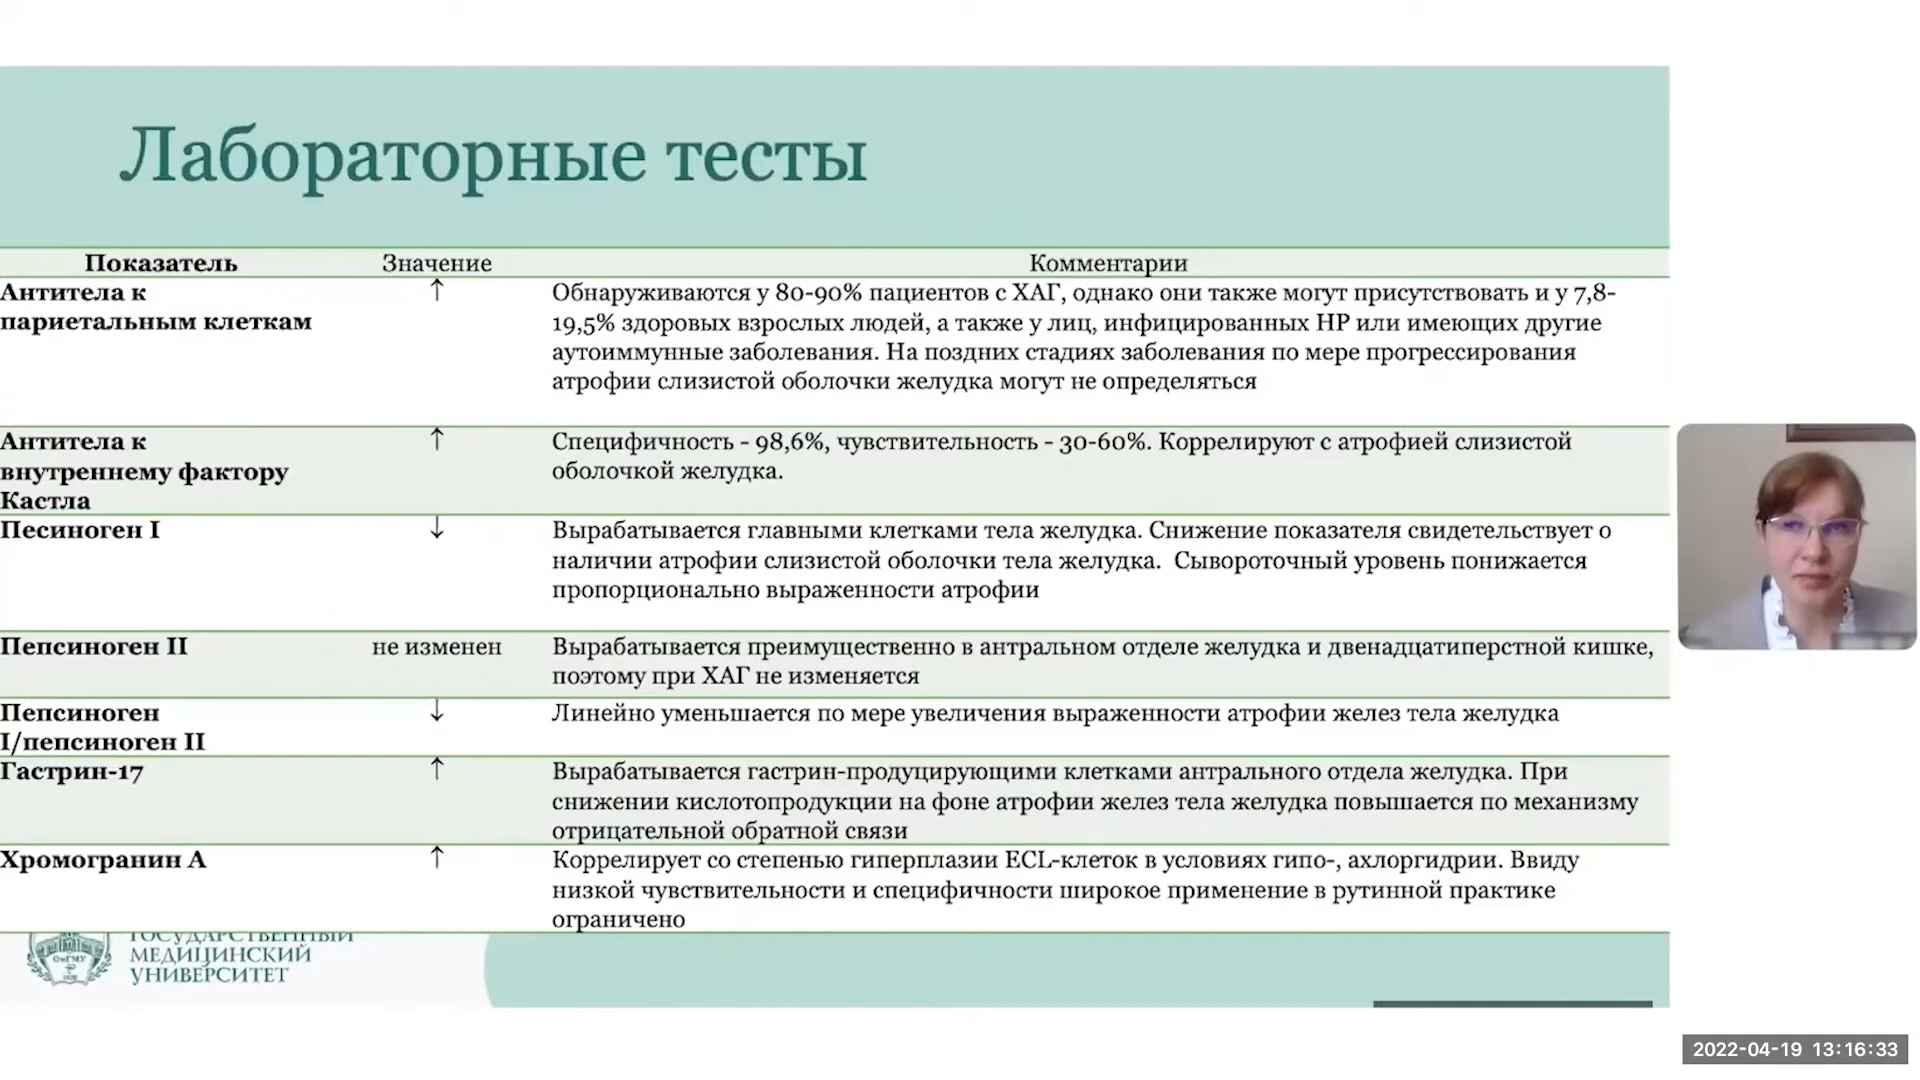 Лабораторные тесты
Показатель Значение Комментарии
Антитела к ↑ Обнаруживаются у 80-90% пациентов с ХАГ, однако они также могут присутствовать и у 7,8-
париетальным клеткам 19,5% здоровых взрослых людей, а также у лиц, инфицированных HP или имеющих другие
аутоиммунные заболевания. На поздних стадиях заболевания по мере прогрессирования
атрофии слизистой оболочки желудка могут не определяться
Антитела к ↑ Специфичность - 98,6%, чувствительность - 30-60%. Коррелируют с атрофией слизистой
внутреннему фактору оболочкой желудка.
Кастла
Песиноген I ↓ Вырабатывается главными клетками тела желудка. Снижение показателя свидетельствует о
наличии атрофии слизистой оболочки тела желудка. Сывороточный уровень понижается
пропорционально выраженности атрофии
Пепсиноген II не изменен Вырабатывается преимущественно в антральном отделе желудка и двенадцатиперстной кишке,
поэтому при ХАГ не изменяется
Пепсиноген ↓ Линейно уменьшается по мере увеличения выраженности атрофии желез тела желудка
I/пепсиноген II
Гастрин-17 ↑ Вырабатывается гастрин-продуцирующими клетками антрального отдела желудка. При
снижении кислотопродукции на фоне атрофии желез тела желудка повышается по механизму
отрицательной обратной связи
Хромогранин А ↑ Коррелирует со степенью гиперплазии ECL-клеток в условиях гипо-, ахлоргидрии. Ввиду
низкой чувствительности и специфичности широкое применение в рутинной практике
ограничено
ГОСУДАРСТВЕННЫЙ
МЕДИЦИНСКИЙ
УНИВЕРСИТЕТ
ОмГМУ
2022-04-19 13:16:33